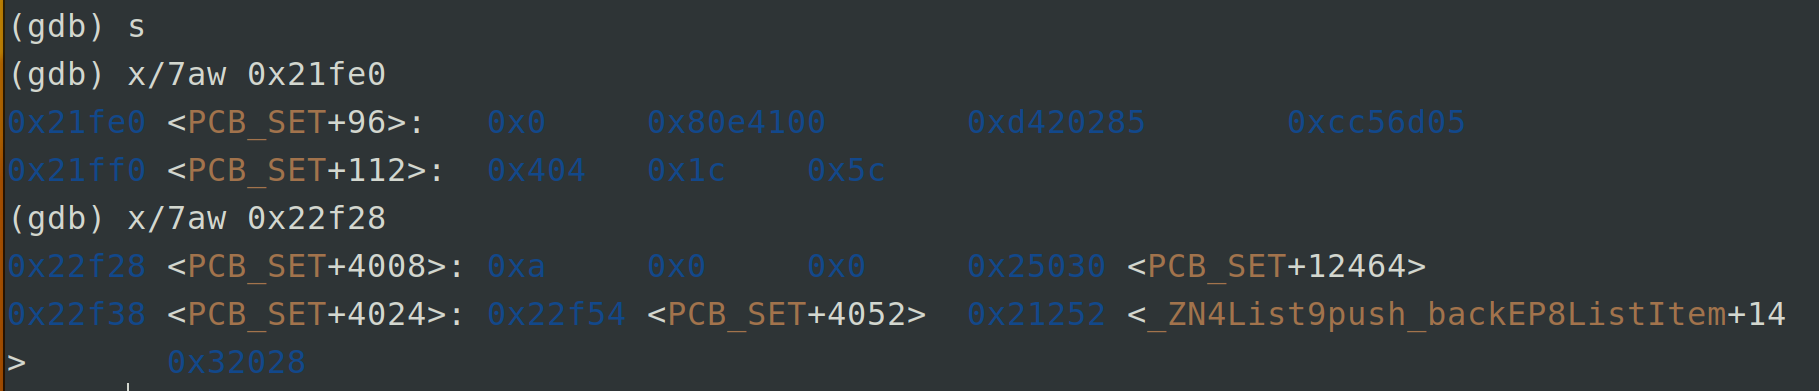 (gdb) s
(gdb) x/7aw 0x21fe0
0x21fe0 <PCB_SET+96>:   0x0     0x80e4100       0xd420285       0xcc56d05
0x21ff0 <PCB_SET+112>:  0x404   0x1c    0x5c
(gdb) x/7aw 0x22f28
0x22f28 <PCB_SET+4008>: 0xa     0x0     0x0     0x25030 <PCB_SET+12464>
0x22f38 <PCB_SET+4024>: 0x22f54 <PCB_SET+4052>  0x21252 <_ZN4List9push_backEP8ListItem+14
>       0x32028